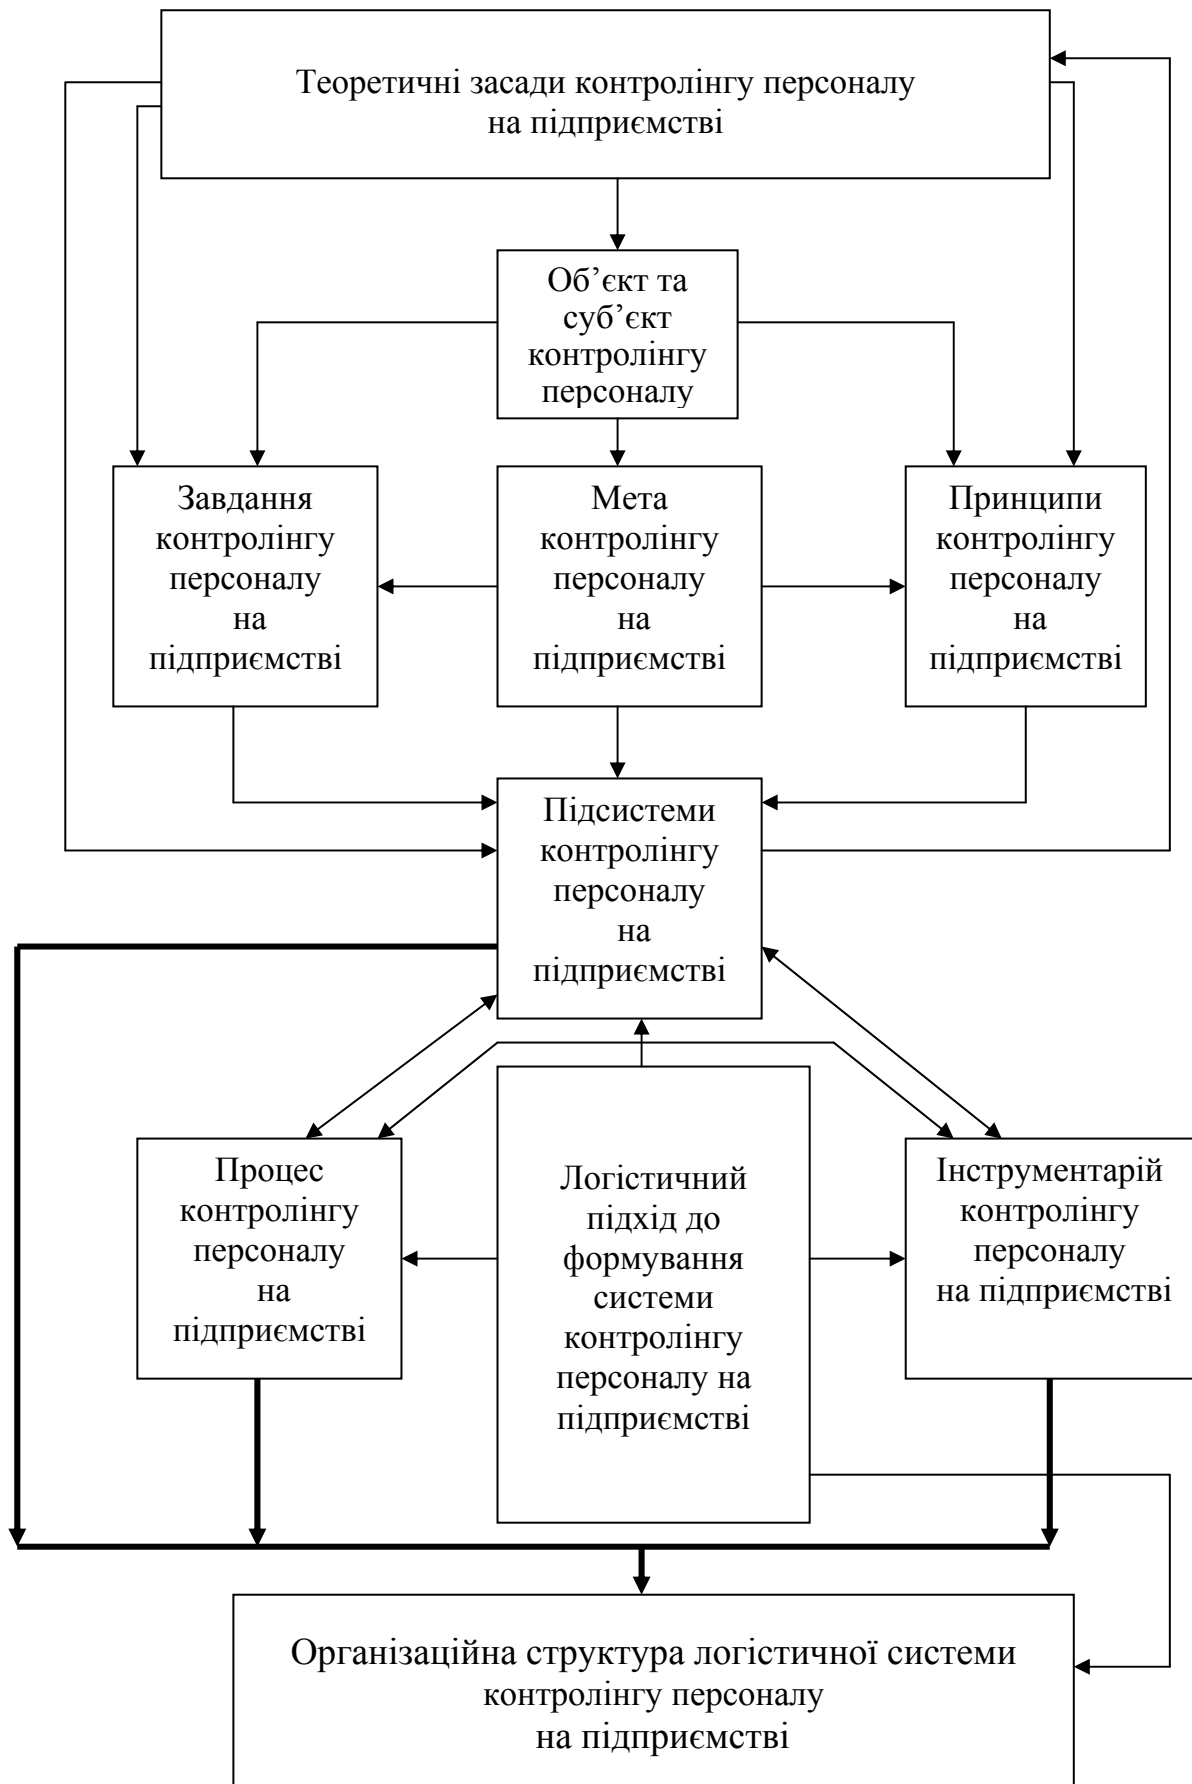 Теоретичні засади контролінгу персоналу
на підприємстві
Об’єкт та
суб’єкт
контролінгу
персоналу
Завдання
контролінгу
персоналу
на
підприємстві
Мета
контролінгу
персоналу
на
підприємстві
Принципи
контролінгу
персоналу
на
підприємстві
Підсистеми
контролінгу
персоналу
на
підприємстві
Процес
контролінгу
персоналу
на
підприємстві
Логістичний
підхід до
формування
системи
контролінгу
персоналу на
підприємстві
Інструментарій
контролінгу
персоналу
на підприємстві
Організаційна структура логістичної системи
контролінгу персоналу
на підприємстві